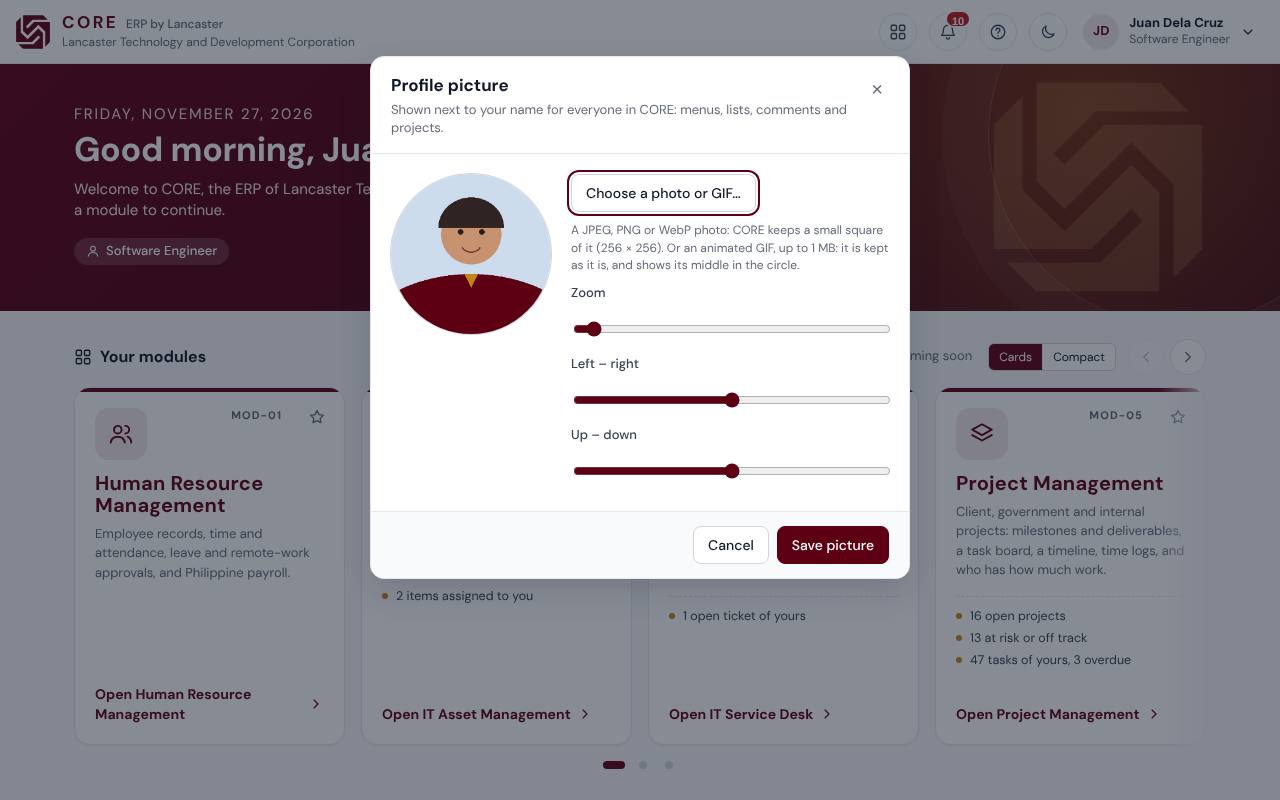 CORE ERP by Lancaster
Lancaster Technology and Development Corporation
10
JD
Juan Dela Cruz
Software Engineer
FRIDAY, NOVEMBER 27, 2026
Good morning,
Welcome to CORE, the ERP of Lancaster
a module to continue.
Software Engineer
Profile picture
Shown next to your name for everyone in CORE: menus, lists, comments and
projects.
Choose a photo or GIF…
A JPEG, PNG or WebP photo: CORE keeps a small square
of it (256 × 256). Or an animated GIF, up to 1 MB: it is kept
as it is, and shows its middle in the circle.
Zoom
Left – right
Up – down
Cancel
Save picture
Your modules
soon
Cards
Compact
MOD-01
Human Resource
Management
Employee records, time and
attendance, leave and remote-work
approvals, and Philippine payroll.
Open Human Resource
Management
2 items assigned to you
Open IT Asset Management
1 open ticket of yours
Open IT Service Desk
MOD-05
Project Management
Client, government and internal
projects: milestones and deliverables,
a task board, a timeline, time logs, and
who has how much work.
16 open projects
13 at risk or off track
47 tasks of yours, 3 overdue
Open Project Management